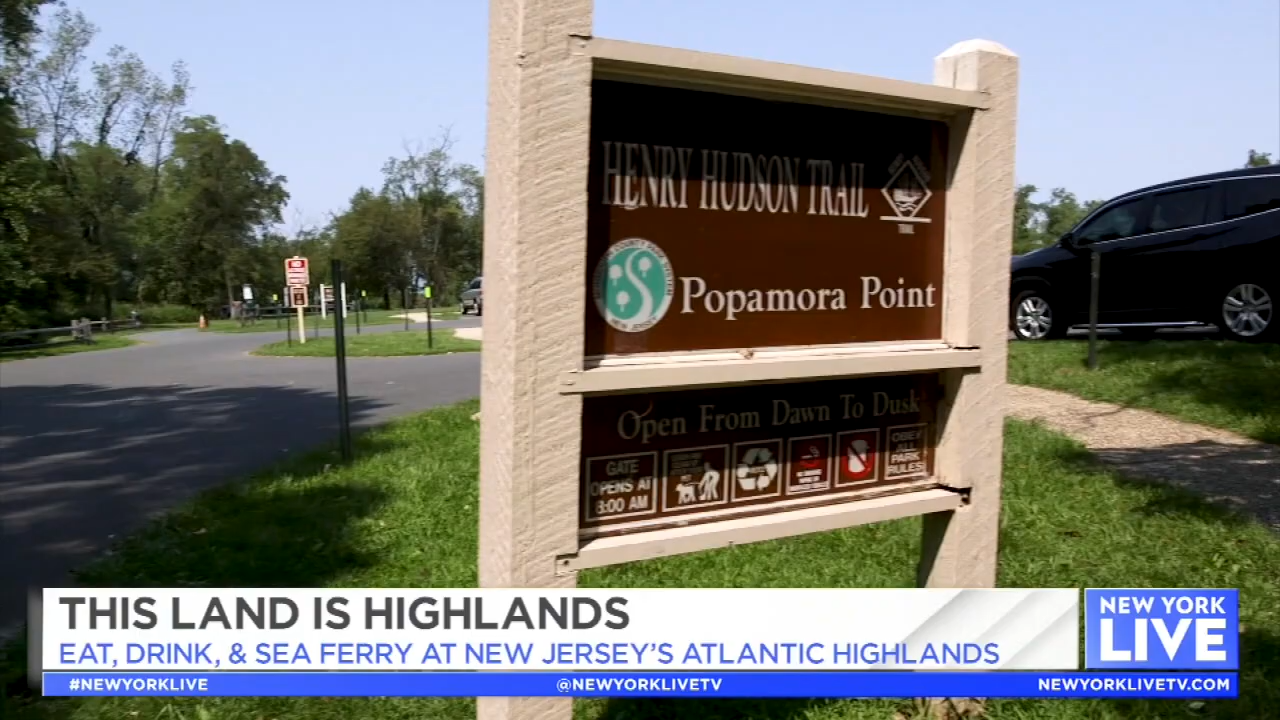 HENRY HUDSON TRAIL
TRAIL
NEW JERSEY
Popamora Point
Open From Dawn To Dusk
GATE
OPENS AT
8:00 AM
OBEY
ALL
PARK
RULES
THIS LAND IS HIGHLANDS
EAT, DRINK, & SEA FERRY AT NEW JERSEY'S ATLANTIC HIGHLANDS
NEW YORK
LIVE
#NEWYORKLIVE
@NEWYORKLIVETV
NEWYORKLIVETV.COM